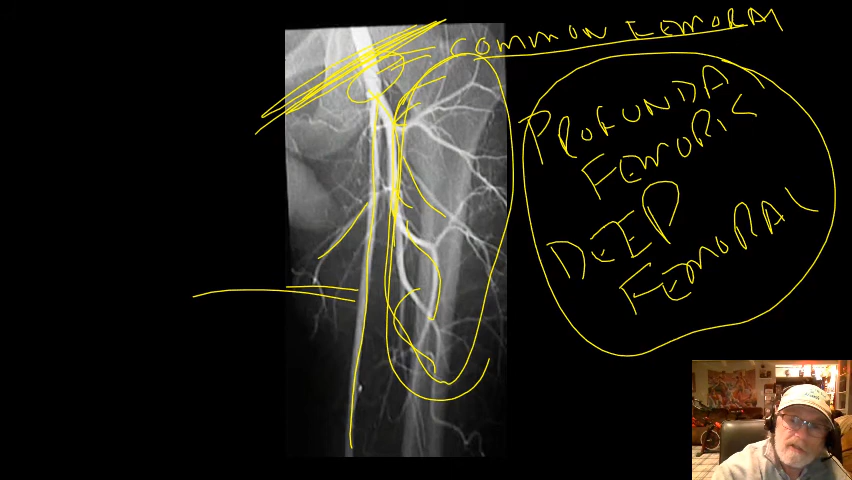 COMMON FEMORAL
PROFUNDA
FEMORIS
DEEP
FEMORAL